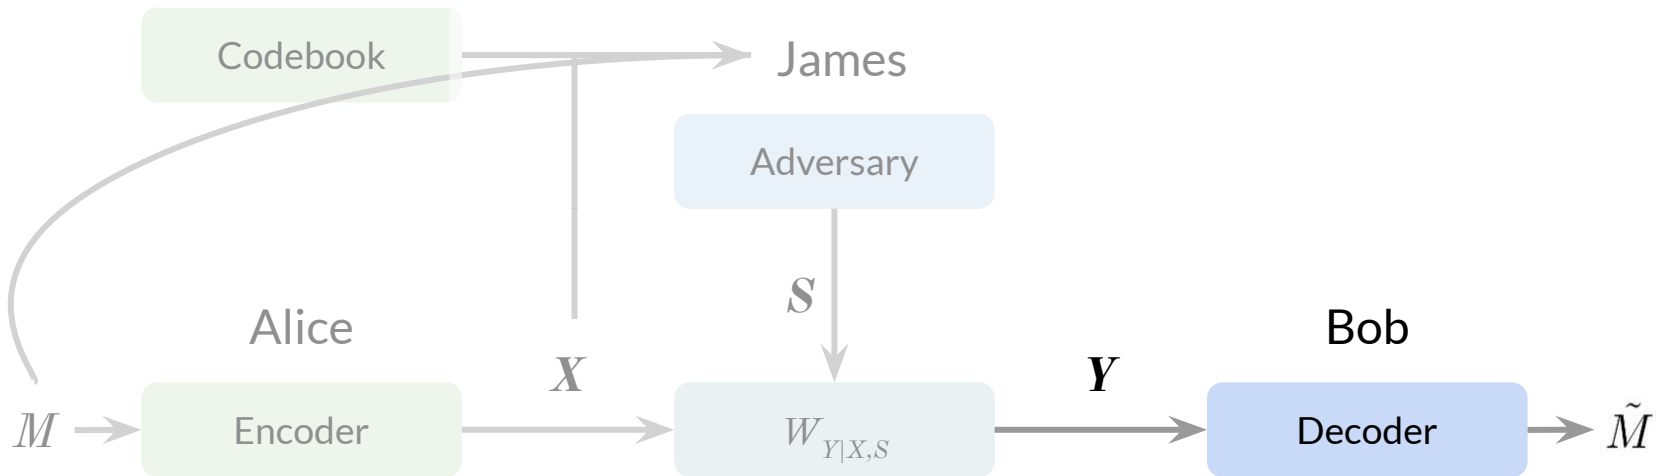 Codebook
James
Adversary
S
Alice
Bob
X
Y
M
Encoder
W_{Y|X,S}
Decoder
M̃